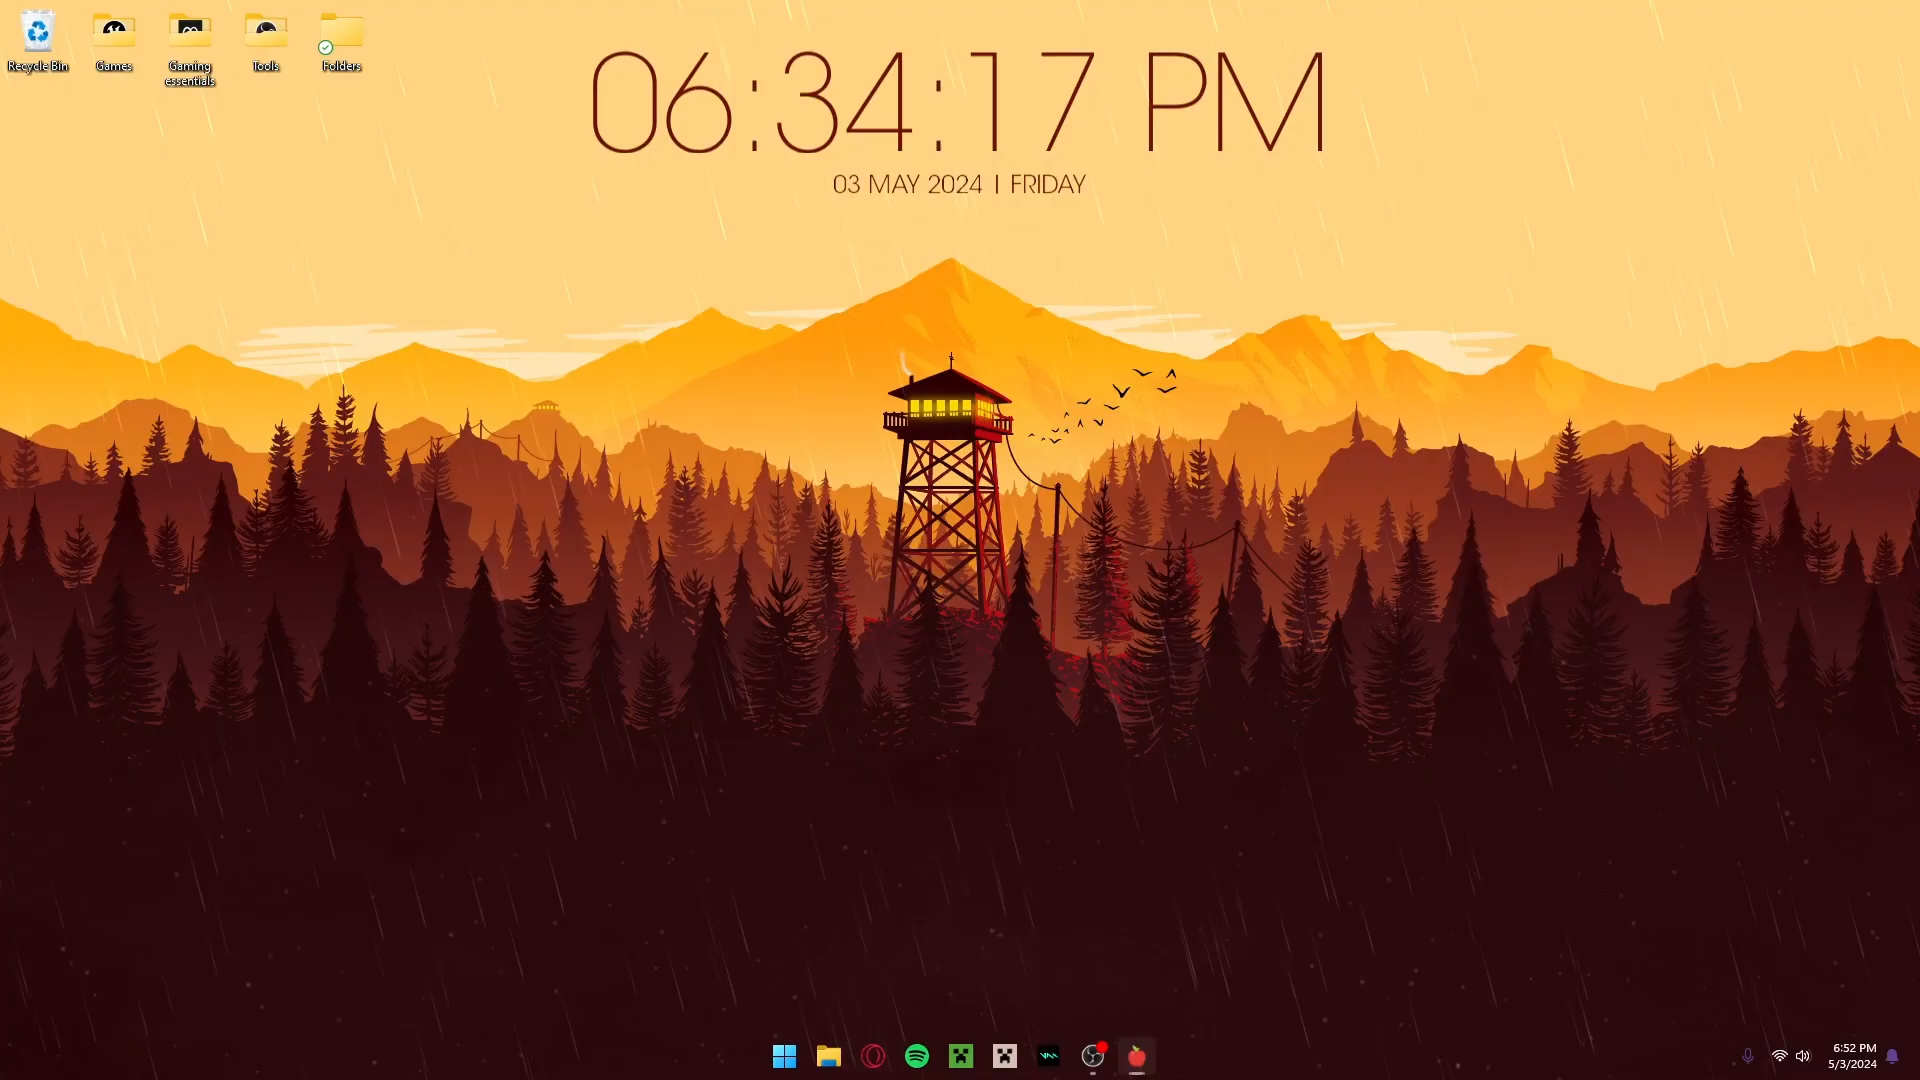 Recycle Bin
Games
Gaming
essentials
Tools
Folders
06:34:17 PM
03 MAY 2024 | FRIDAY
6:52 PM
5/3/2024